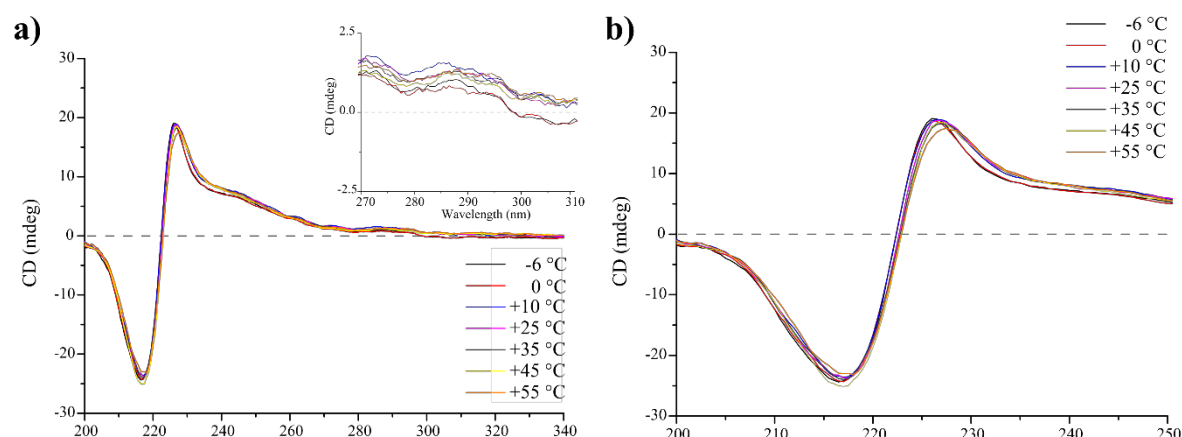 a)
30
20
10
0
-10
-20
-30
CD (mdeg)
200 220 240 260 280 300 320 340
2.5
0.0
-2.5
CD (mdeg)
270 280 290 300 310
Wavelength (nm)
-6 °C
0 °C
+10 °C
+25 °C
+35 °C
+45 °C
+55 °C
b)
30
20
10
0
-10
-20
-30
CD (mdeg)
200 210 220 230 240 250
-6 °C
0 °C
+10 °C
+25 °C
+35 °C
+45 °C
+55 °C